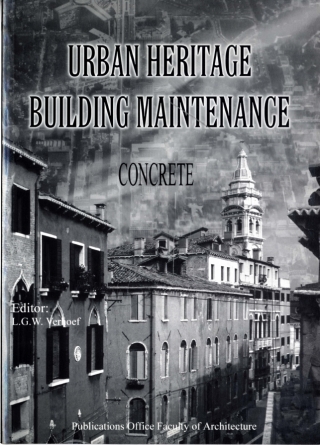 URBAN HERITAGE
BUILDING MAINTENANCE
CONCRETE
Editor:
L.G.W. Verhoef
Publications Office Faculty of Architecture